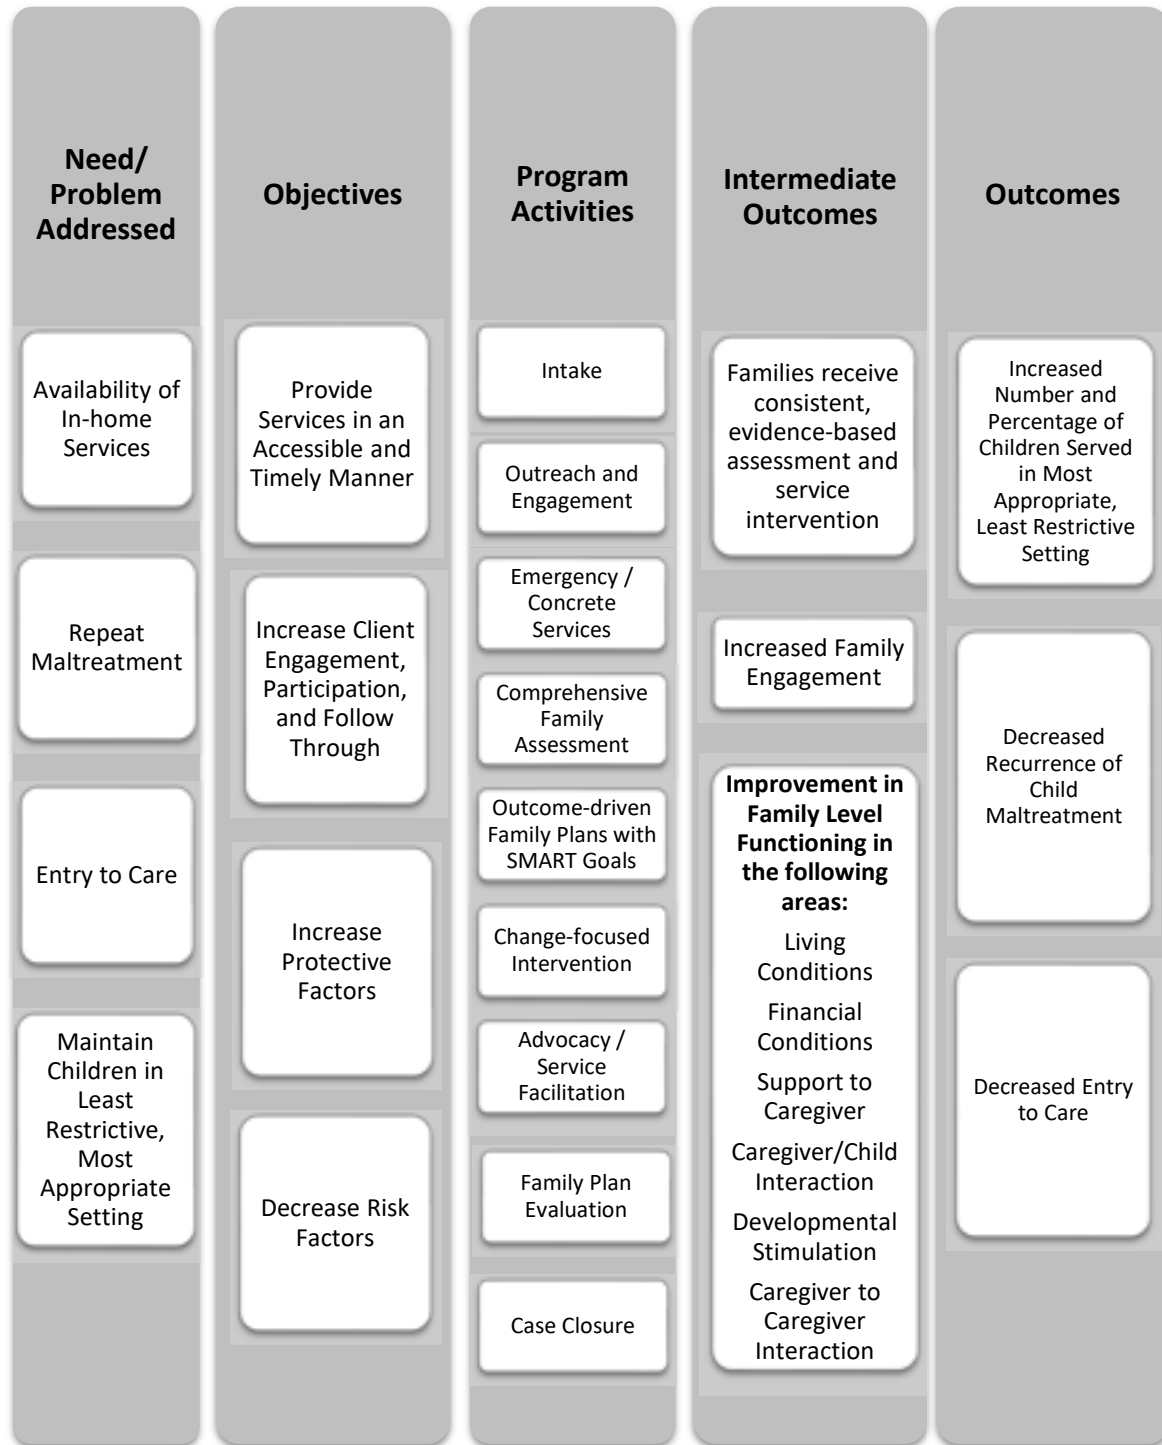 Need/
Problem
Addressed
Availability of
In-home
Services
Repeat
Maltreatment
Entry to Care
Maintain
Children in
Least
Restrictive,
Most
Appropriate
Setting
Objectives
Provide
Services in an
Accessible and
Timely Manner
Increase Client
Engagement,
Participation,
and Follow
Through
Increase
Protective
Factors
Decrease Risk
Factors
Program
Activities
Intake
Outreach and
Engagement
Emergency /
Concrete
Services
Comprehensive
Family
Assessment
Outcome-driven
Family Plans with
SMART Goals
Change-focused
Intervention
Advocacy /
Service
Facilitation
Family Plan
Evaluation
Case Closure
Intermediate
Outcomes
Families receive
consistent,
evidence-based
assessment and
service
intervention
Increased Family
Engagement
Improvement in
Family Level
Functioning in
the following
areas:
Living
Conditions
Financial
Conditions
Support to
Caregiver
Caregiver/Child
Interaction
Developmental
Stimulation
Caregiver to
Caregiver
Interaction
Outcomes
Increased
Number and
Percentage of
Children Served
in Most
Appropriate,
Least Restrictive
Setting
Decreased
Recurrence of
Child
Maltreatment
Decreased Entry
to Care